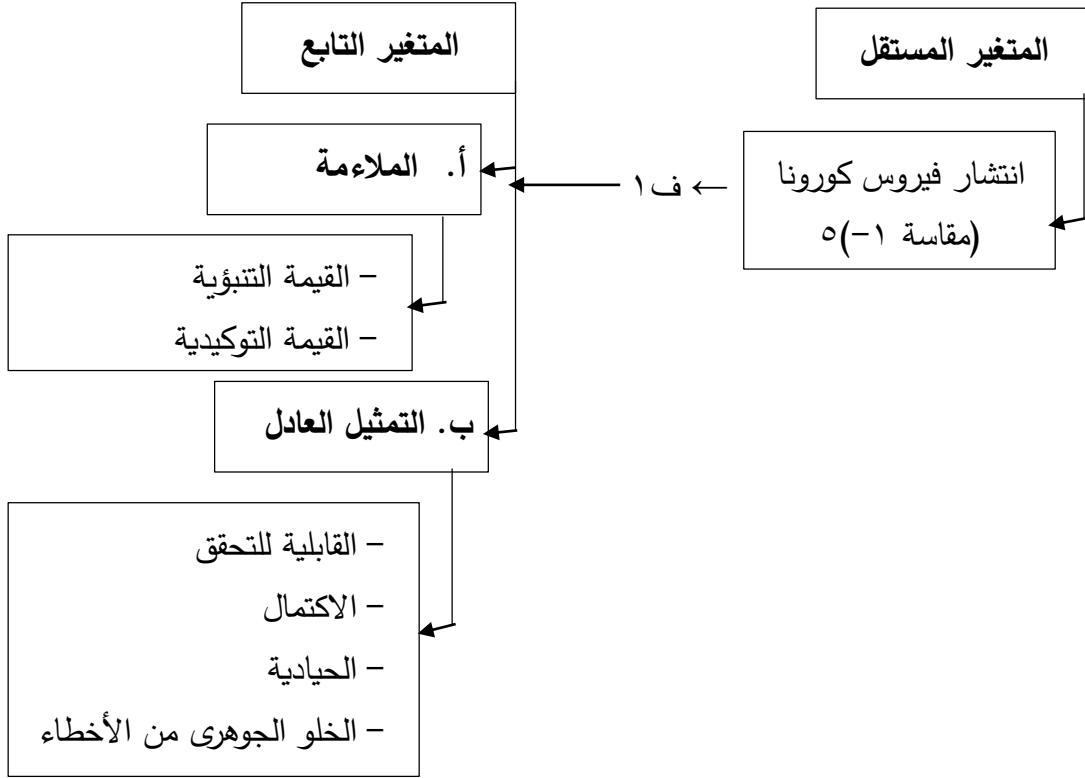 المتغير المستقل
انتشار فيروس كورونا
(مقاسة ١-)٥
← ف١
المتغير التابع
أ. الملاءمة
- القيمة التنبؤية
- القيمة التوكيدية
ب. التمثيل العادل
- القابلية للتحقق
- الاكتمال
- الحيادية
- الخلو الجوهرى من الأخطاء